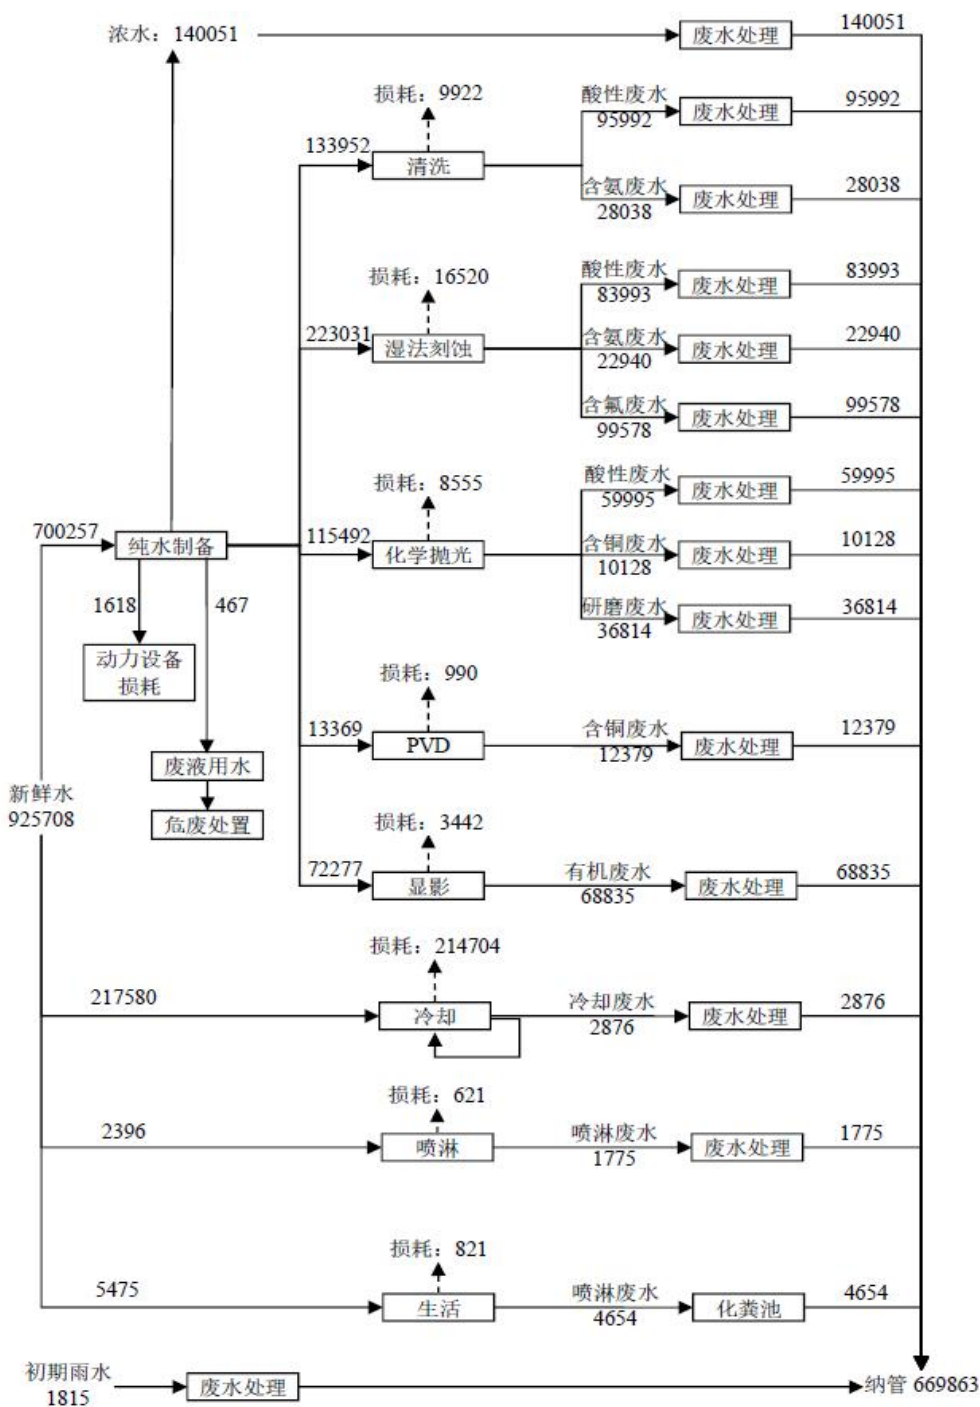 浓水：140051
废水处理
140051
损耗：9922
酸性废水
95992
废水处理
95992
133952
清洗
含氨废水
28038
废水处理
28038
损耗：16520
酸性废水
83993
废水处理
83993
223031
湿法刻蚀
含氨废水
22940
废水处理
22940
含氟废水
99578
废水处理
99578
损耗：8555
酸性废水
59995
废水处理
59995
700257
纯水制备
115492
化学抛光
含铜废水
10128
废水处理
10128
1618
467
研磨废水
36814
废水处理
36814
动力设备
损耗
损耗：990
13369
PVD
含铜废水
12379
废水处理
12379
废液用水
新鲜水
925708
危废处置
损耗：3442
72277
显影
有机废水
68835
废水处理
68835
损耗：214704
217580
冷却
冷却废水
2876
废水处理
2876
损耗：621
2396
喷淋
喷淋废水
1775
废水处理
1775
损耗：821
5475
生活
喷淋废水
4654
化粪池
4654
初期雨水
1815
废水处理
纳管 669863